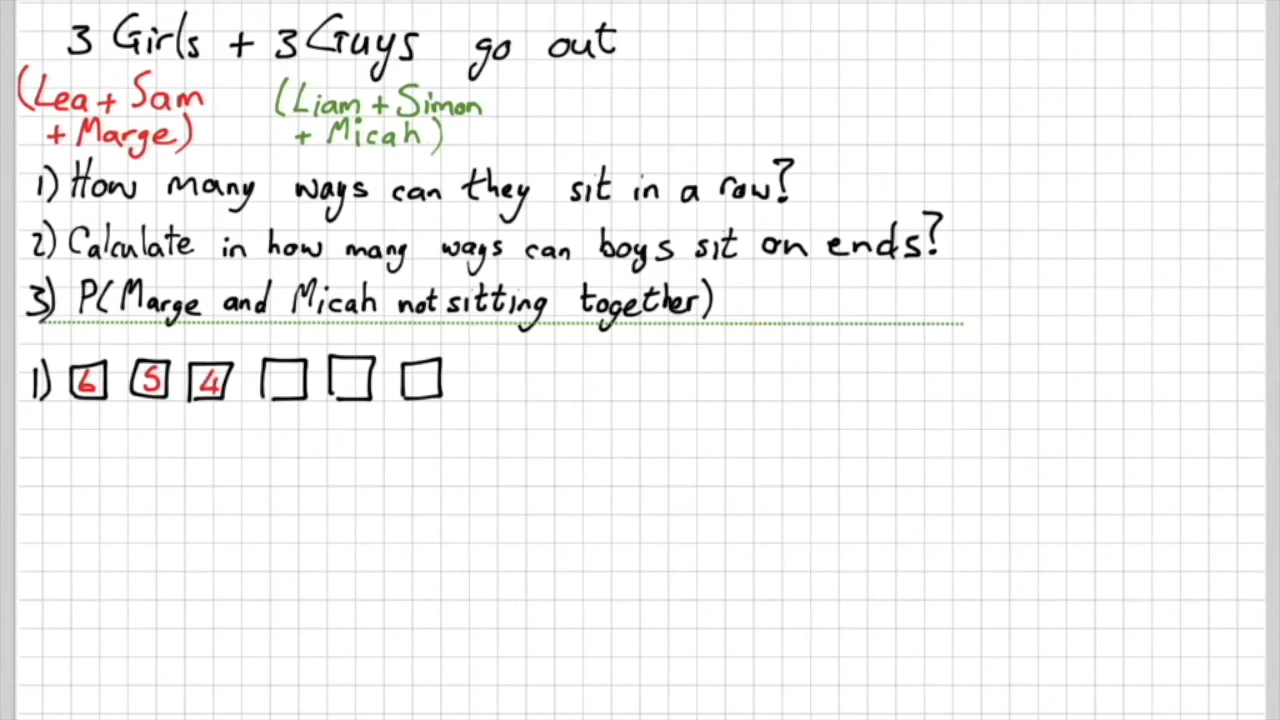 3 Girls + 3 Guys go out
(Lea + Sam + Marge)
(Liam + Simon + Micah)
1) How many ways can they sit in a row?
2) Calculate in how many ways can boys sit on ends?
3) P(Marge and Micah not sitting together)
1) 6 5 4